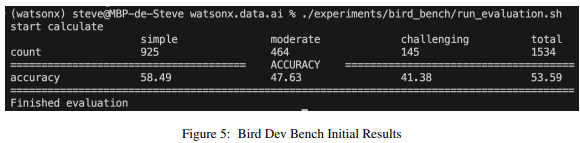 (watsonx) steve@MBP-de-Steve watsonx.data.ai % ./experiments/bird_bench/run_evaluation.sh
start calculate
simple moderate challenging total
count 925 464 145 1534
====================================== ACCURACY =====================================
accuracy 58.49 47.63 41.38 53.59
===========================================================================================
Finished evaluation
Figure 5: Bird Dev Bench Initial Results